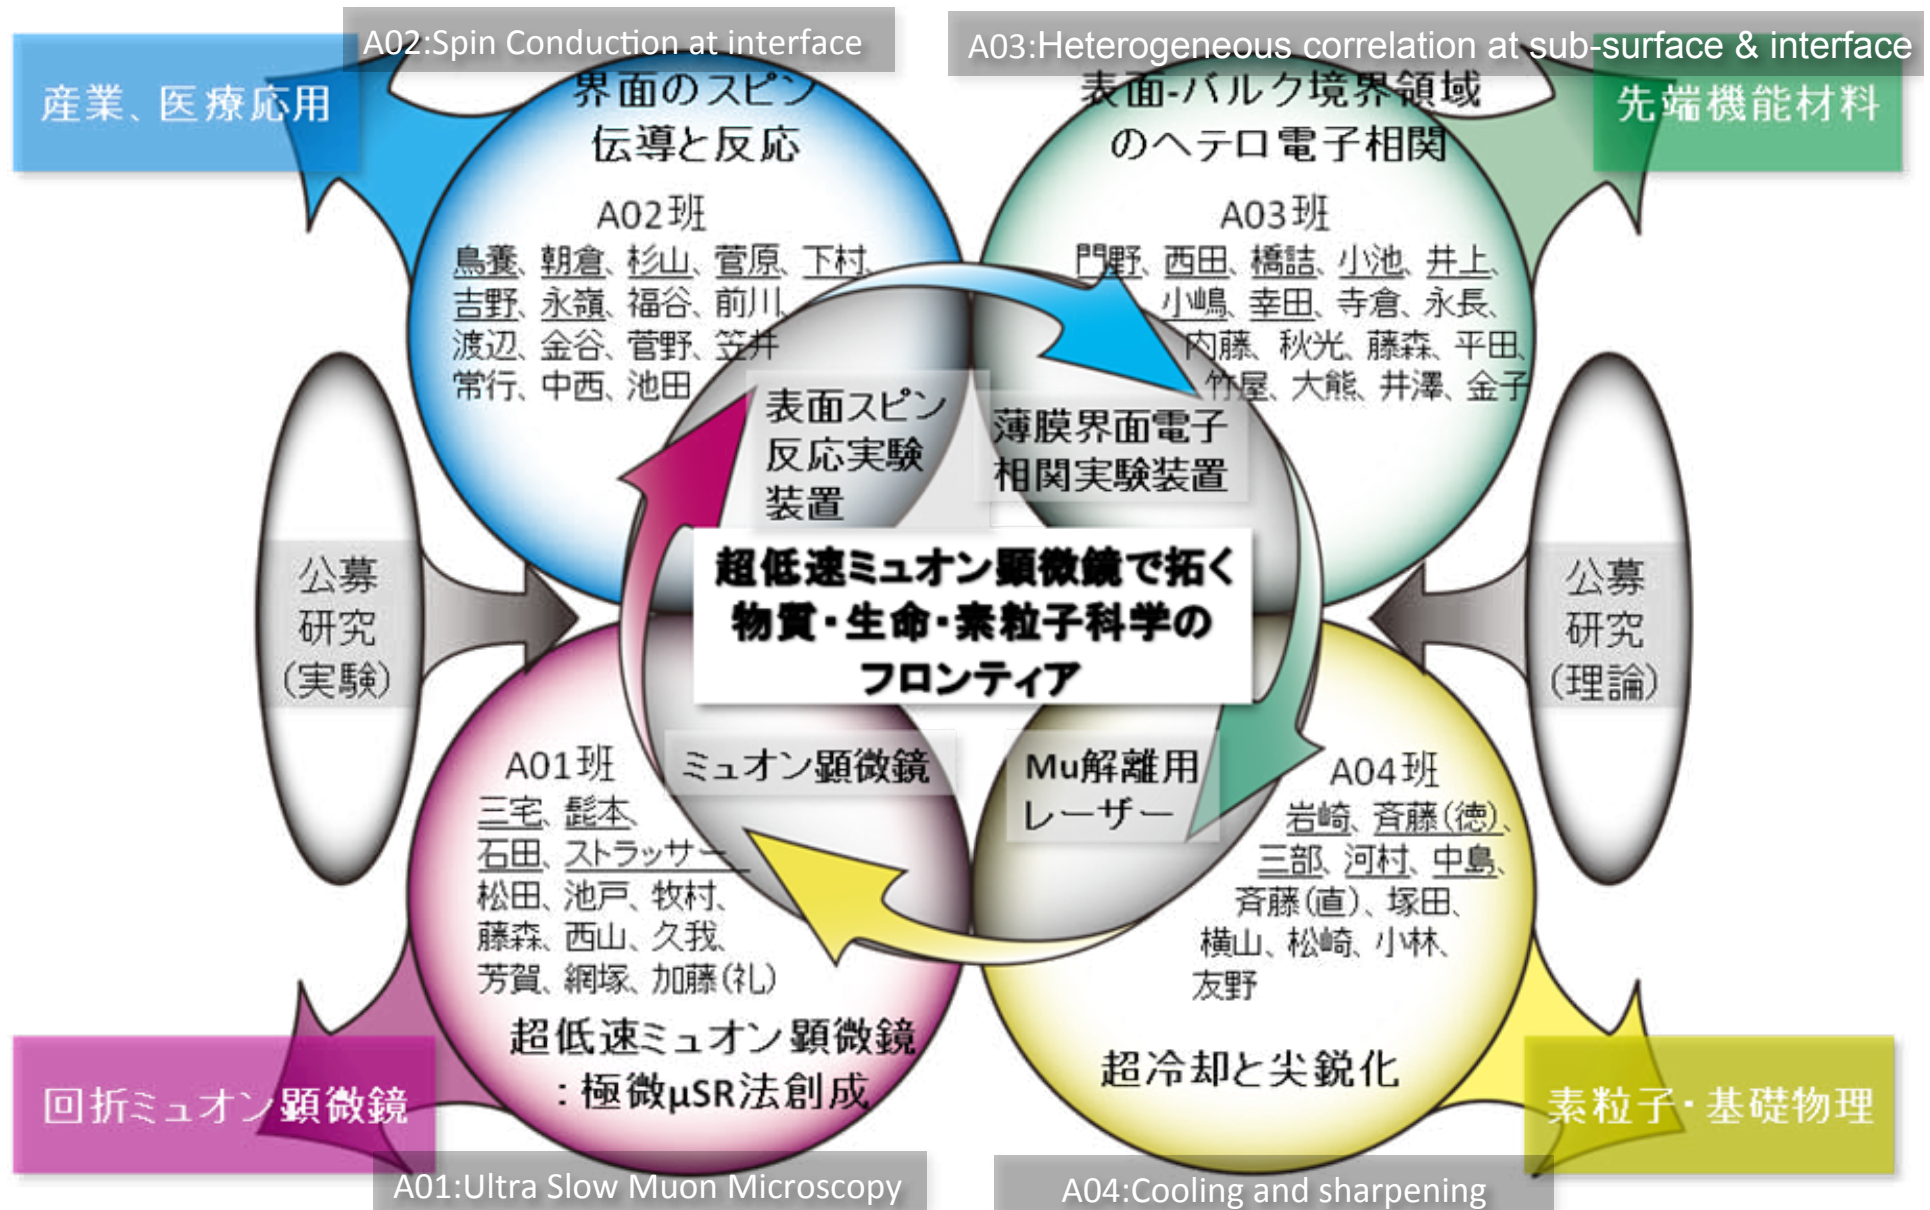 A02:Spin Conduction at interface
A03:Heterogeneous correlation at sub-surface & interface
産業、医療応用
先端機能材料
界面のスピン
伝導と反応
A02班
鳥養、朝倉、杉山、菅原、下村、
吉野、永嶺、福谷、前川、
渡辺、金谷、菅野、笠井
常行、中西、池田
表面-バルク境界領域
のヘテロ電子相関
A03班
門野、西田、橋詰、小池、井上、
小嶋、幸田、寺倉、永長、
内藤、秋光、藤森、平田、
竹屋、大熊、井澤、金子
表面スピン
反応実験
装置
薄膜界面電子
相関実験装置
公募
研究
(実験)
超低速ミュオン顕微鏡で拓く
物質・生命・素粒子科学の
フロンティア
公募
研究
(理論)
ミュオン顕微鏡
Mu解離用
レーザー
A01班
三宅、髭本、
石田、ストラッサー、
松田、池戸、牧村、
藤森、西山、久我、
芳賀、網塚、加藤(礼)
超低速ミュオン顕微鏡
:極微μSR法創成
A04班
岩崎、斉藤(徳)、
三部、河村、中島、
斉藤(直)、塚田、
横山、松崎、小林、
友野
超冷却と尖鋭化
回折ミュオン顕微鏡
素粒子・基礎物理
A01:Ultra Slow Muon Microscopy
A04:Cooling and sharpening